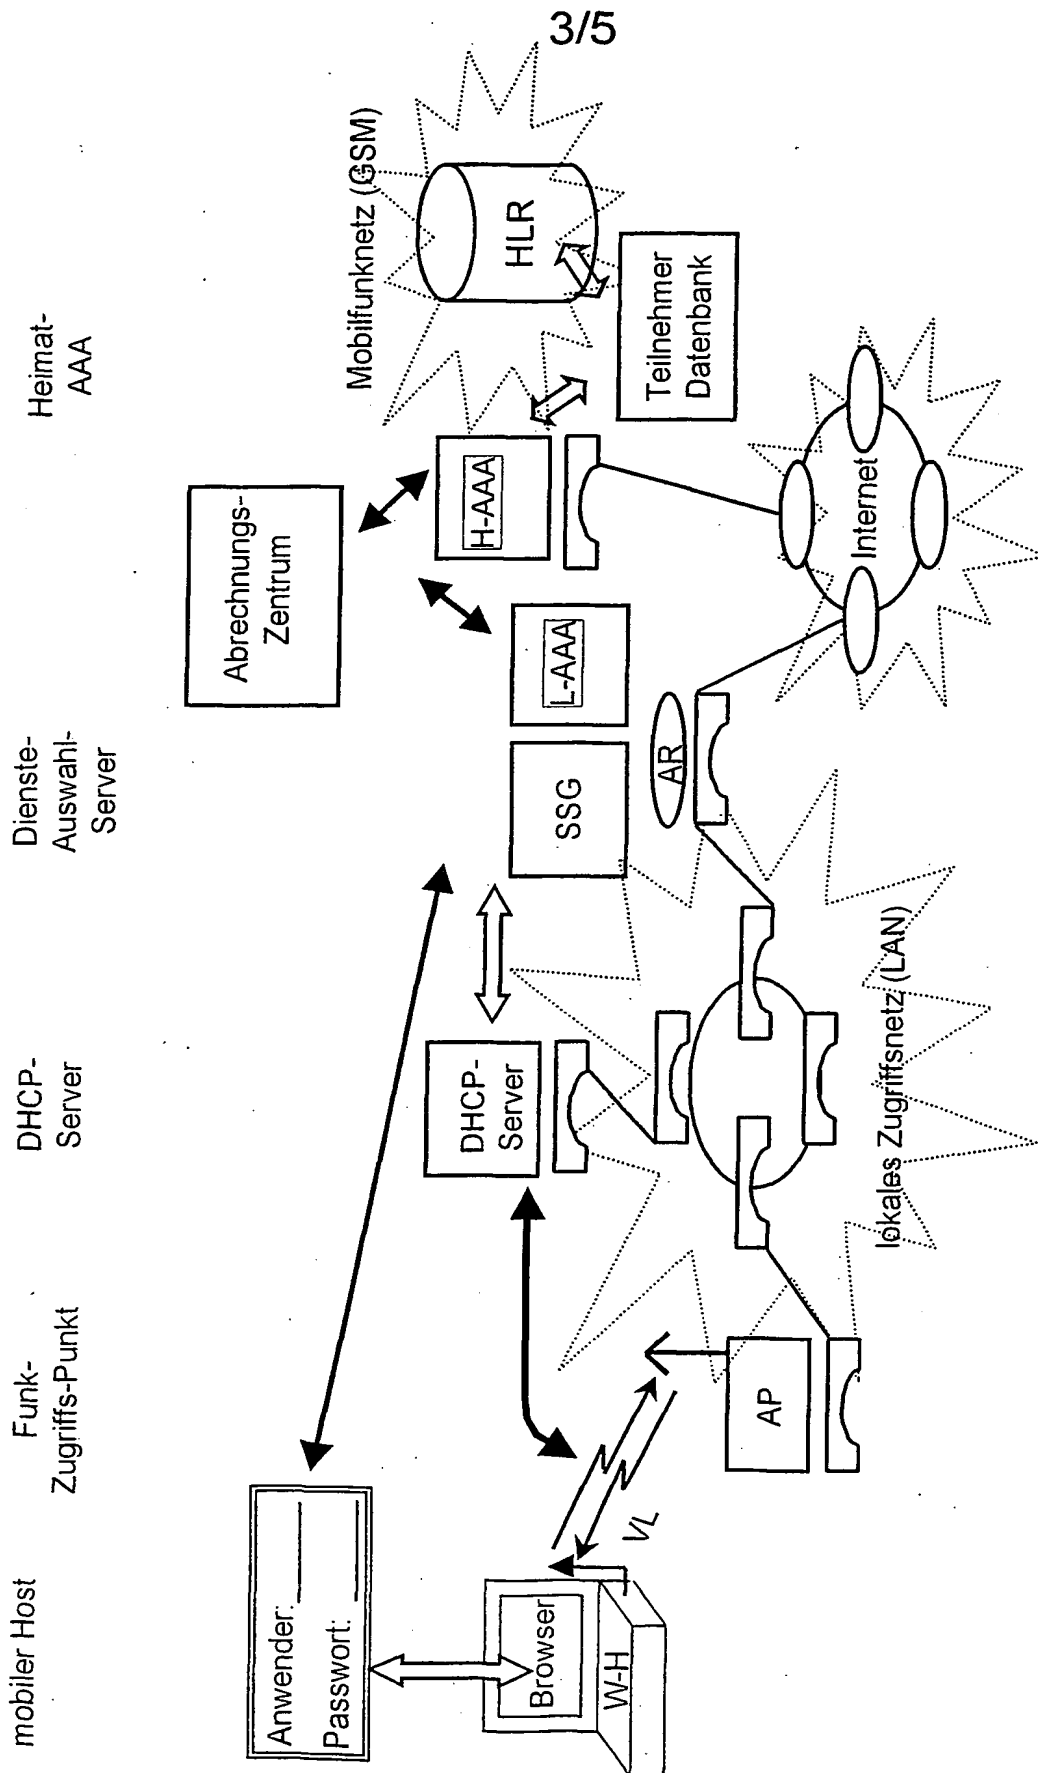 3/5
mobiler Host
Funk-
Zugriffs-Punkt
DHCP-
Server
Dienste-
Auswahl-
Server
Heimat-
AAA
Anwender:
Passwort:
Abrechnungs-
Zentrum
Mobilfunknetz (GSM)
HLR
Browser
W-H
VL
DHCP-
Server
SSG
L-AAA
H-AAA
Teilnehmer
Datenbank
AP
AR
Internet
lokales Zugriffsnetz (LAN)